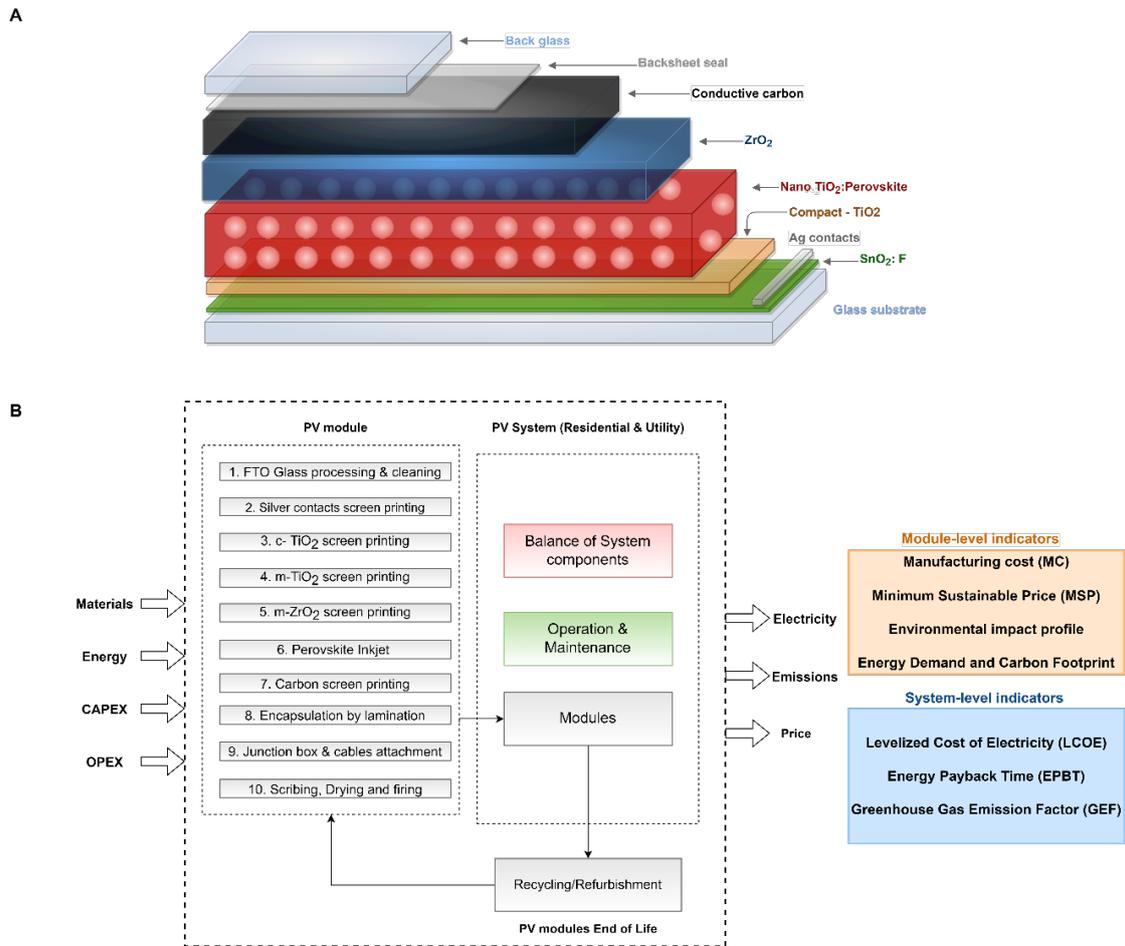 A
Back glass
Backsheet seal
Conductive carbon
ZrO₂
Nano TiO₂:Perovskite
Compact - TiO2
Ag contacts
SnO₂: F
Glass substrate
B
PV module
PV System (Residential & Utility)
1. FTO Glass processing & cleaning
2. Silver contacts screen printing
3. c- TiO₂ screen printing
4. m-TiO₂ screen printing
5. m-ZrO₂ screen printing
6. Perovskite Inkjet
7. Carbon screen printing
8. Encapsulation by lamination
9. Junction box & cables attachment
10. Scribing, Drying and firing
Balance of System
components
Operation &
Maintenance
Modules
Recycling/Refurbishment
PV modules End of Life
Materials
Energy
CAPEX
OPEX
Electricity
Emissions
Price
Module-level indicators
Manufacturing cost (MC)
Minimum Sustainable Price (MSP)
Environmental impact profile
Energy Demand and Carbon Footprint
System-level indicators
Levelized Cost of Electricity (LCOE)
Energy Payback Time (EPBT)
Greenhouse Gas Emission Factor (GEF)